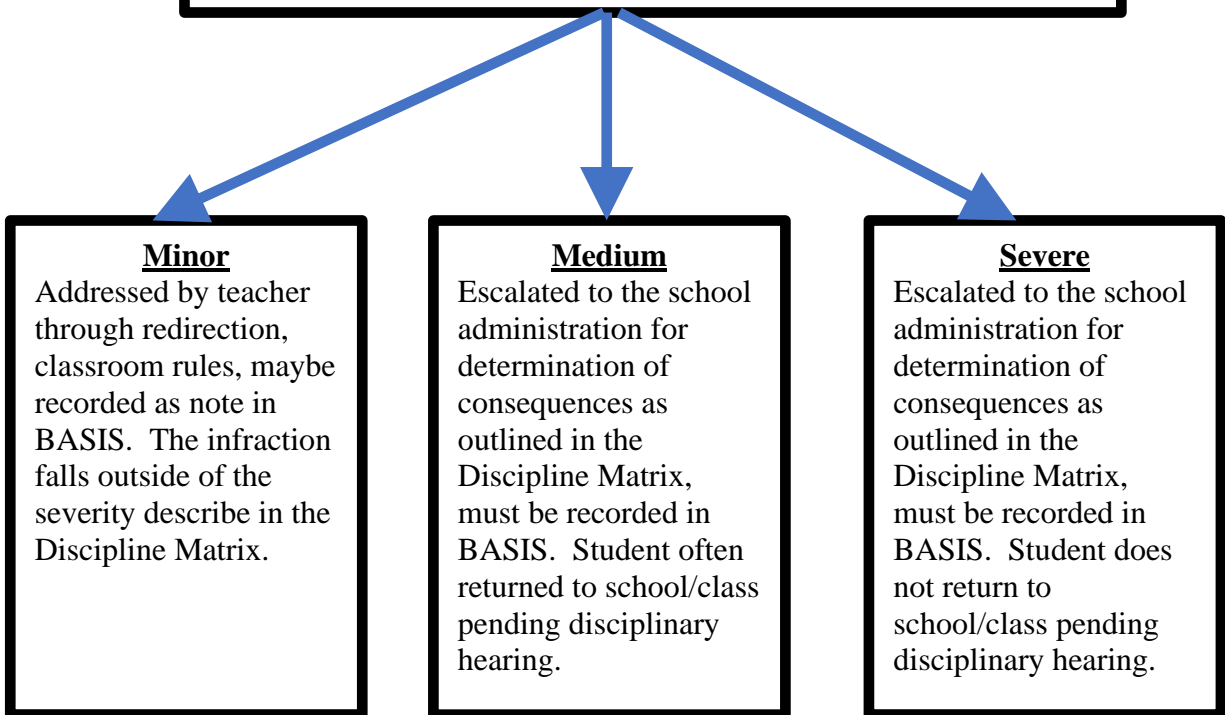 Minor
Addressed by teacher
through redirection,
classroom rules, maybe
recorded as note in
BASIS.  The infraction
falls outside of the
severity describe in the
Discipline Matrix.
Medium
Escalated to the school
administration for
determination of
consequences as
outlined in the
Discipline Matrix,
must be recorded in
BASIS.  Student often
returned to school/class
pending disciplinary
hearing.
Severe
Escalated to the school
administration for
determination of
consequences as
outlined in the
Discipline Matrix,
must be recorded in
BASIS.  Student does
not return to
school/class pending
disciplinary hearing.